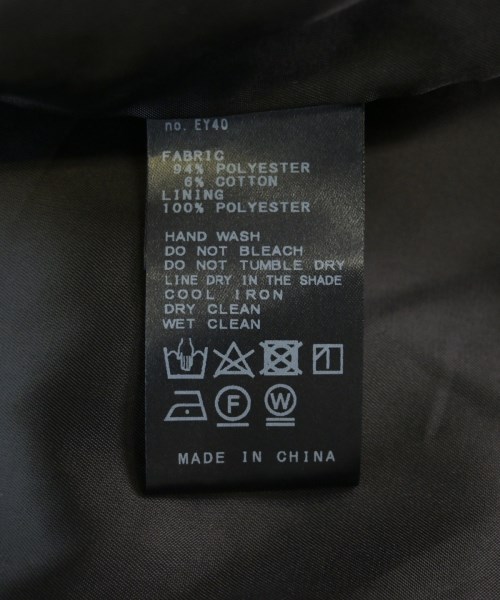 no. EY40
FABRIC
94% POLYESTER
6% COTTON
LINING
100% POLYESTER
HAND WASH
DO NOT BLEACH
DO NOT TUMBLE DRY
LINE DRY IN THE SHADE
COOL IRON
DRY CLEAN
WET CLEAN
F W
MADE IN CHINA